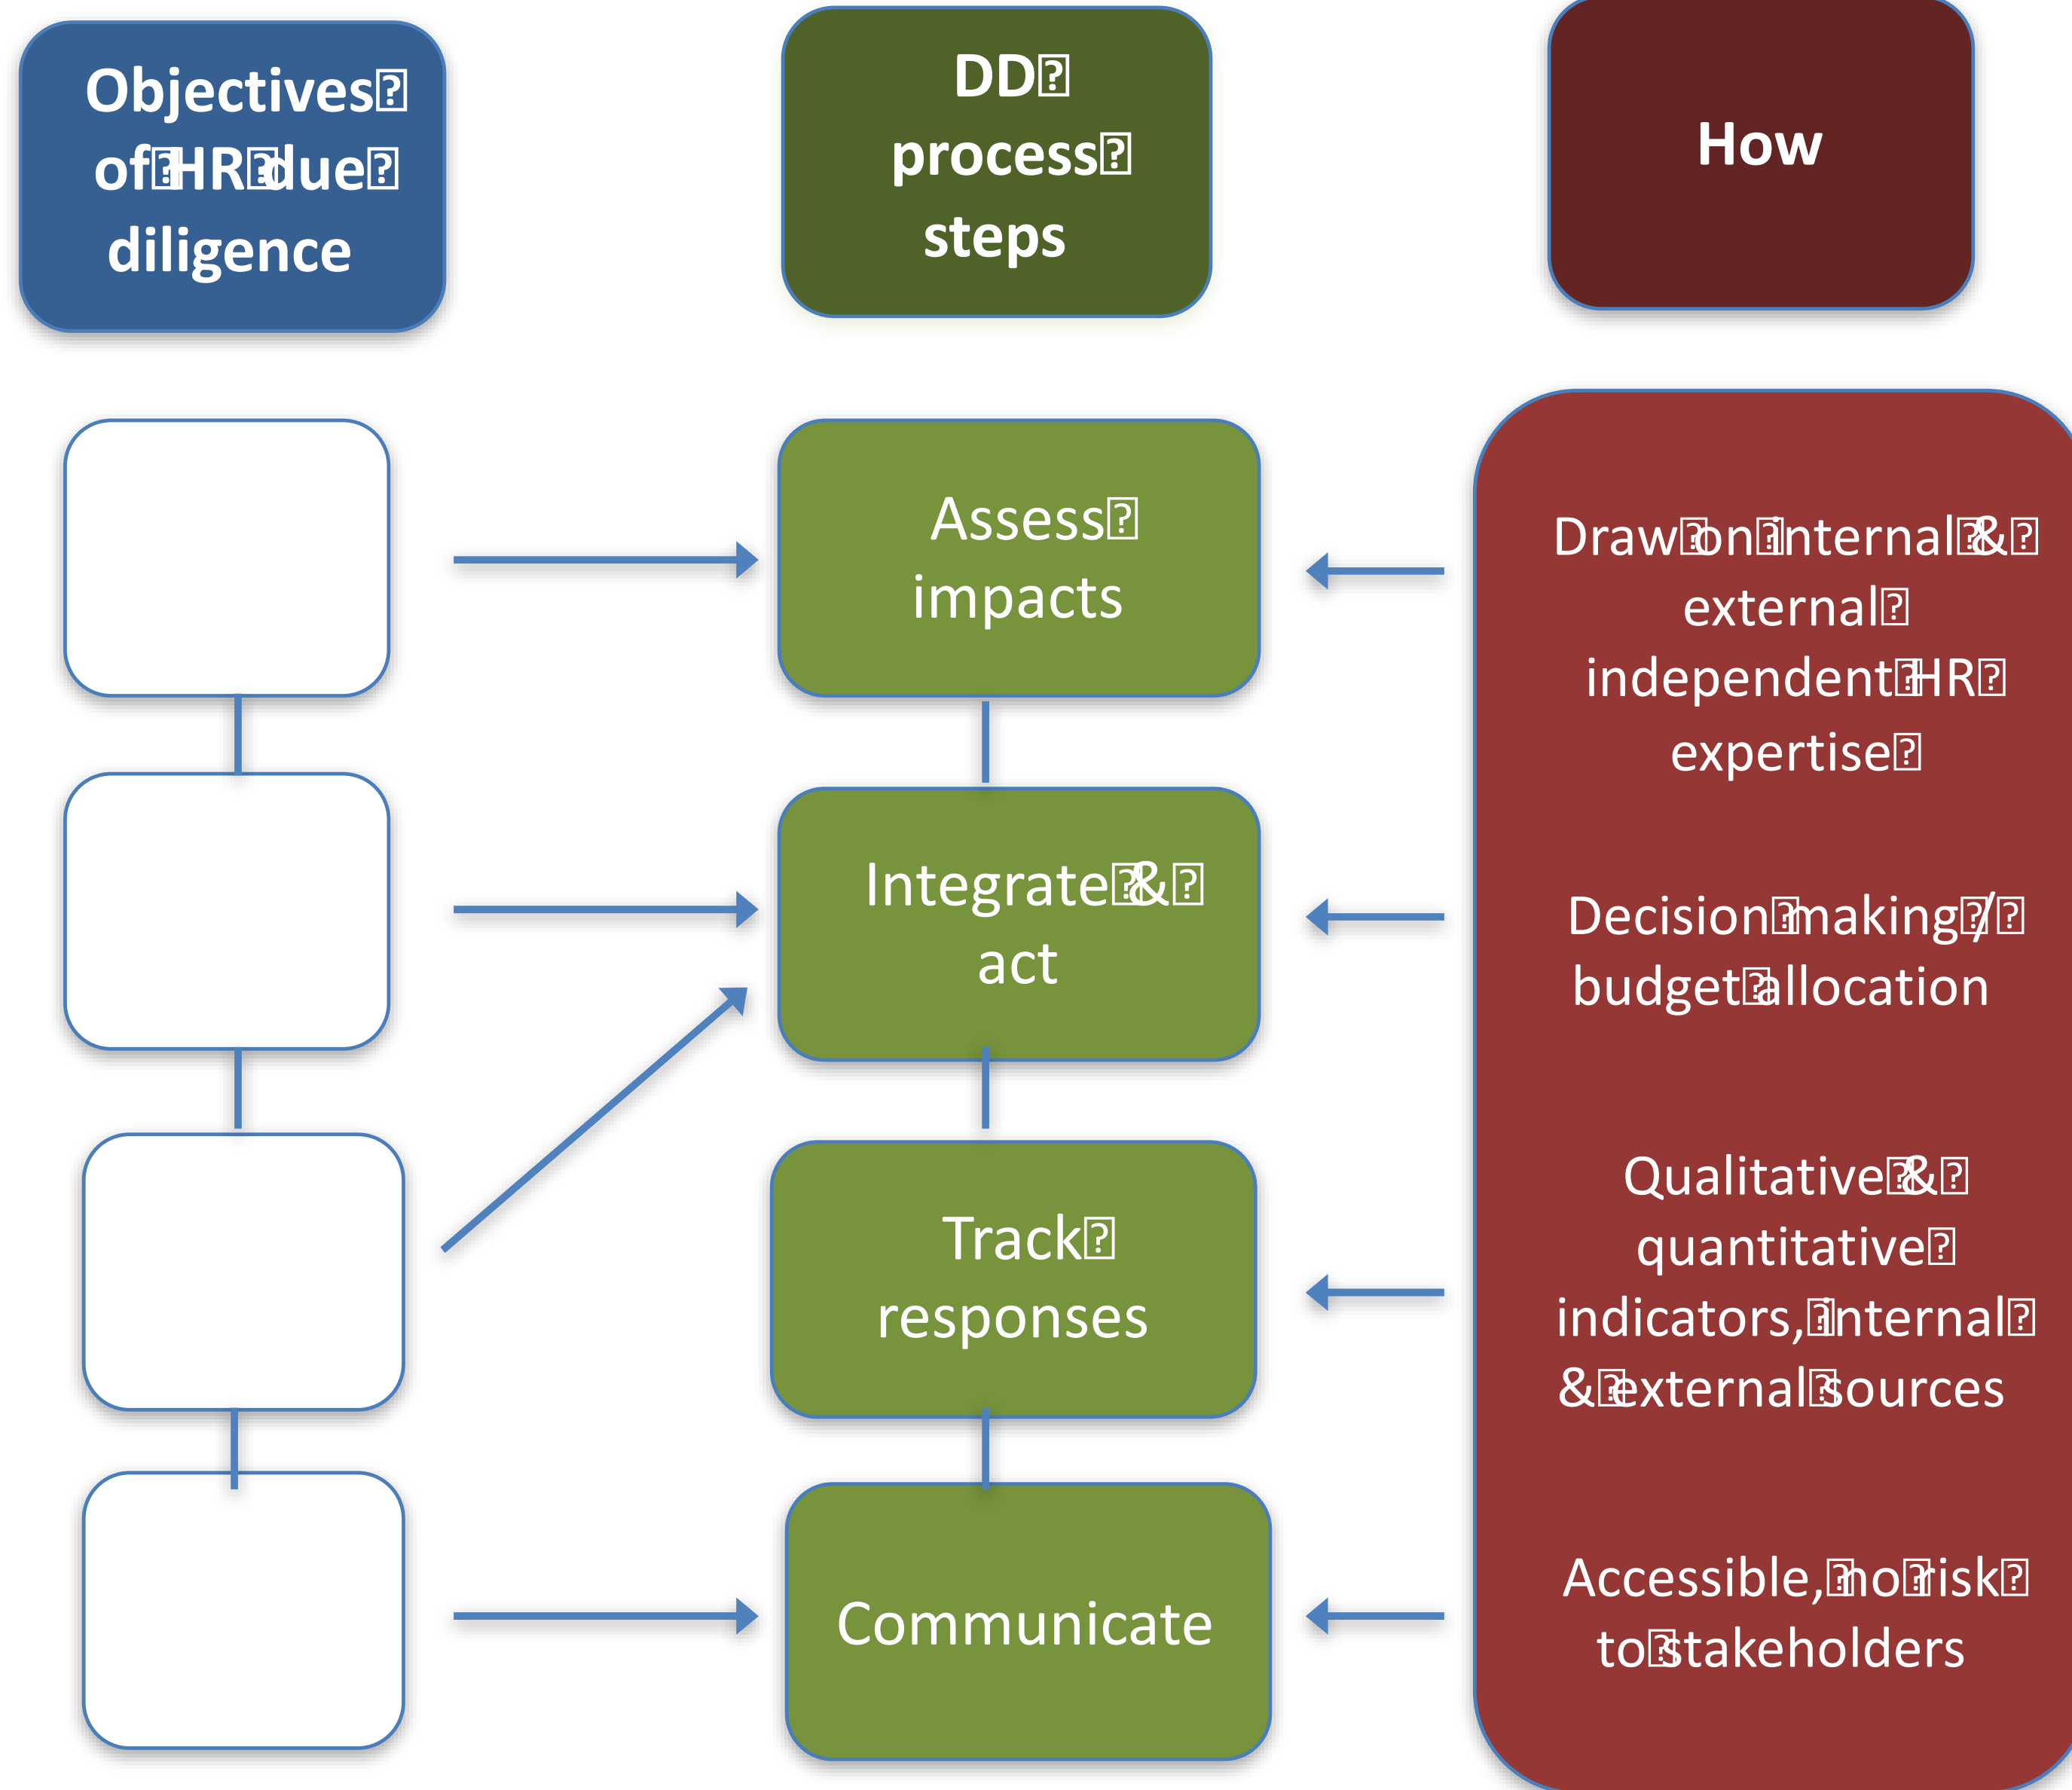 Objectives
of HR due
diligence
DD
process
steps
How
Assess
impacts
Integrate &
act
Track
responses
Communicate
Draw on internal &
external
independent HR
expertise
Decision making /
budget allocation
Qualitative &
quantitative
indicators, internal
& external sources
Accessible, no risk
to stakeholders